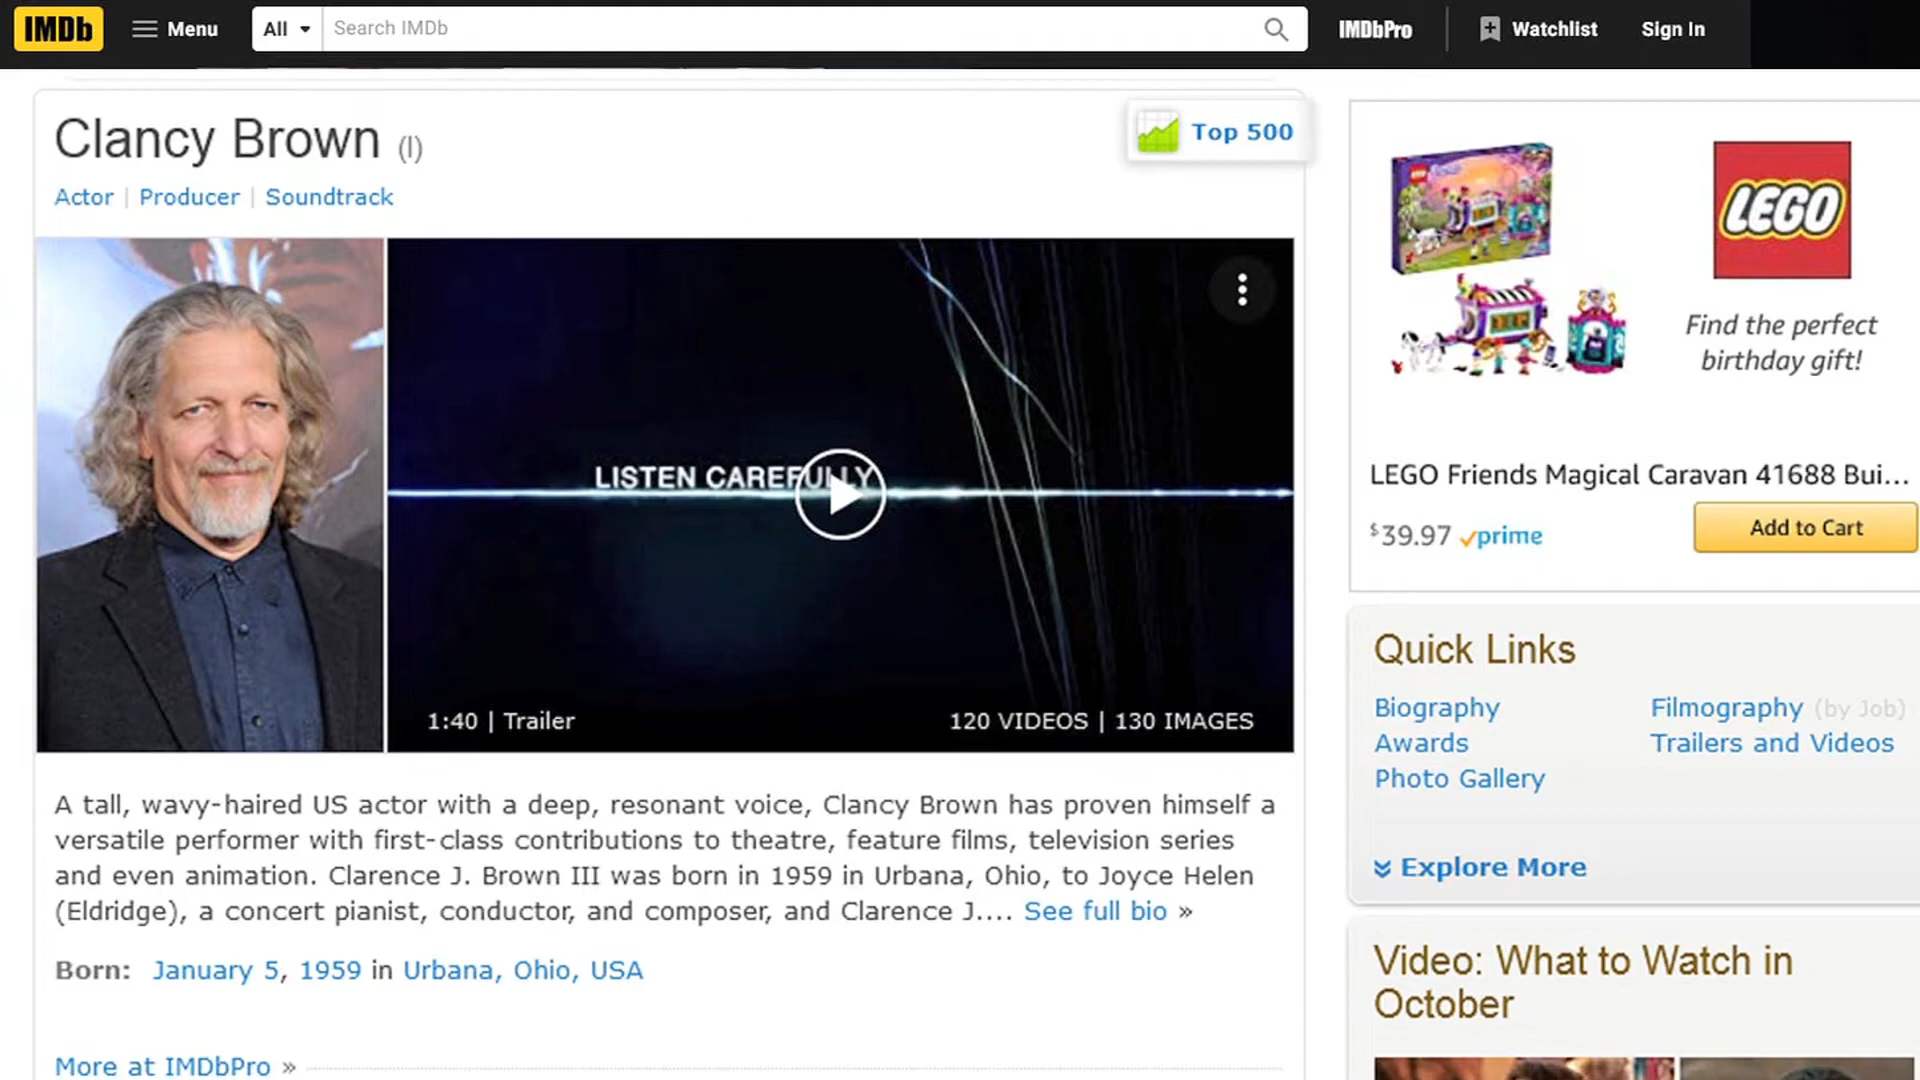 IMDb
Menu
All
Search IMDb
IMDbPro
Watchlist
Sign In
Clancy Brown (I)
Top 500
Actor | Producer | Soundtrack
LISTEN CAREFULLY
1:40 | Trailer
120 VIDEOS | 130 IMAGES
A tall, wavy-haired US actor with a deep, resonant voice, Clancy Brown has proven himself a
versatile performer with first-class contributions to theatre, feature films, television series
and even animation. Clarence J. Brown III was born in 1959 in Urbana, Ohio, to Joyce Helen
(Eldridge), a concert pianist, conductor, and composer, and Clarence J.... See full bio »
Born: January 5, 1959 in Urbana, Ohio, USA
More at IMDbPro »
LEGO
Find the perfect
birthday gift!
LEGO Friends Magical Caravan 41688 Bui...
$39.97 prime
Add to Cart
Quick Links
Biography
Filmography (by Job)
Awards
Trailers and Videos
Photo Gallery
Explore More
Video: What to Watch in
October